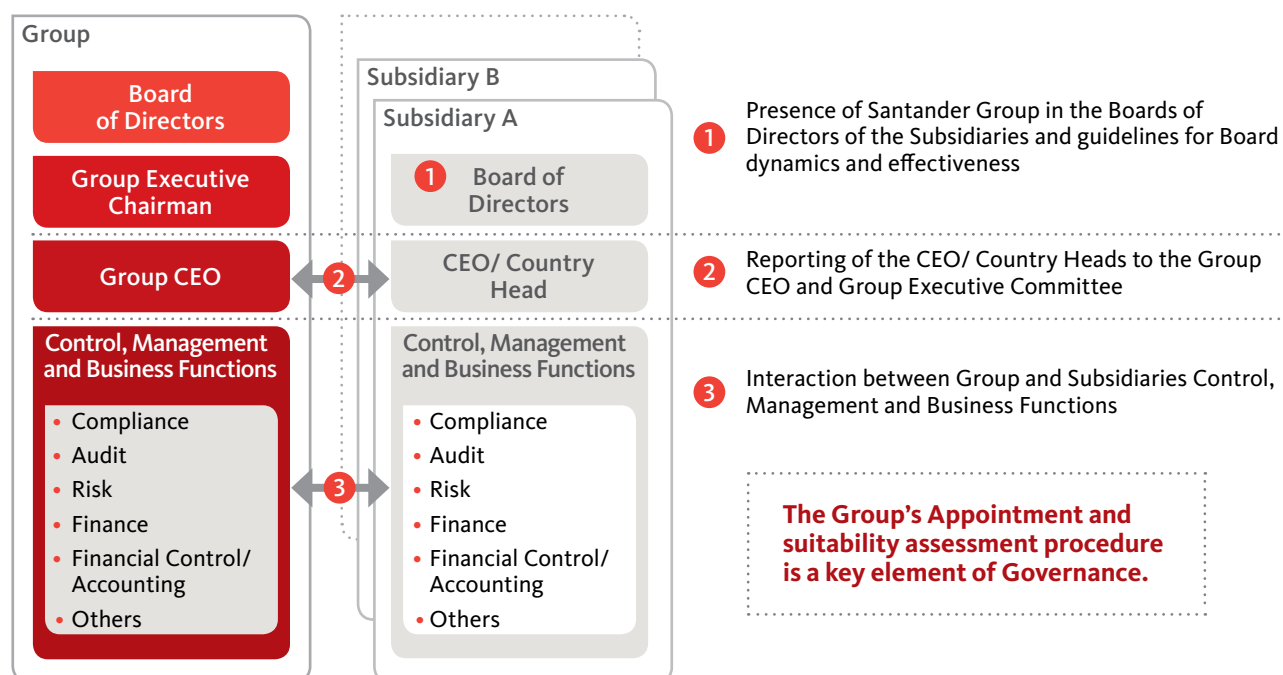 Group
Board
of Directors
Group Executive
Chairman
Group CEO
Control, Management
and Business Functions
• Compliance
• Audit
• Risk
• Finance
• Financial Control/
Accounting
• Others
2
3
Subsidiary B
Subsidiary A
1
Board of
Directors
CEO/ Country
Head
Control, Management
and Business Functions
• Compliance
• Audit
• Risk
• Finance
• Financial Control/
Accounting
• Others
1
Presence of Santander Group in the Boards of
Directors of the Subsidiaries and guidelines for Board
dynamics and effectiveness
2
Reporting of the CEO/ Country Heads to the Group
CEO and Group Executive Committee
3
Interaction between Group and Subsidiaries Control,
Management and Business Functions
The Group's Appointment and
suitability assessment procedure
is a key element of Governance.